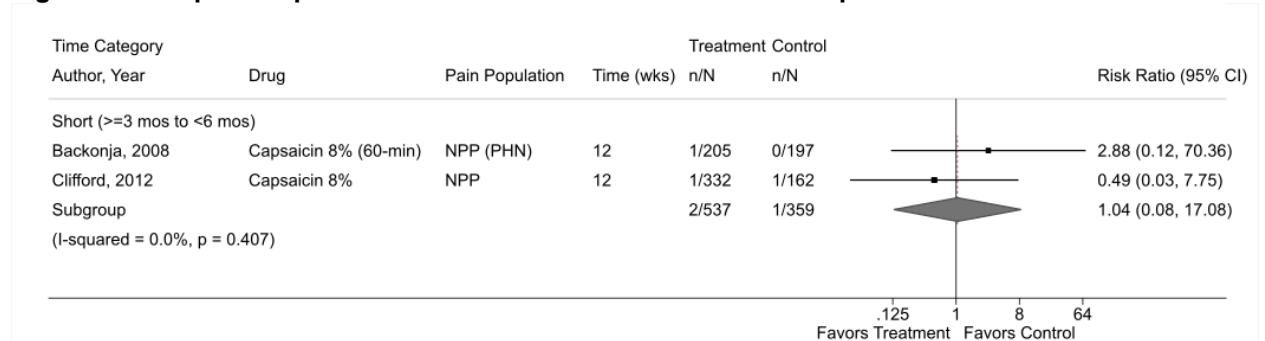 Time Category Treatment Control
Author, Year Drug Pain Population Time (wks) n/N n/N Risk Ratio (95% CI)
Short (>=3 mos to <6 mos)
Backonja, 2008 Capsaicin 8% (60-min) NPP (PHN) 12 1/205 0/197 2.88 (0.12, 70.36)
Clifford, 2012 Capsaicin 8% NPP 12 1/332 1/162 0.49 (0.03, 7.75)
Subgroup 2/537 1/359 1.04 (0.08, 17.08)
(I-squared = 0.0%, p = 0.407)
.125 1 8 64
Favors Treatment Favors Control